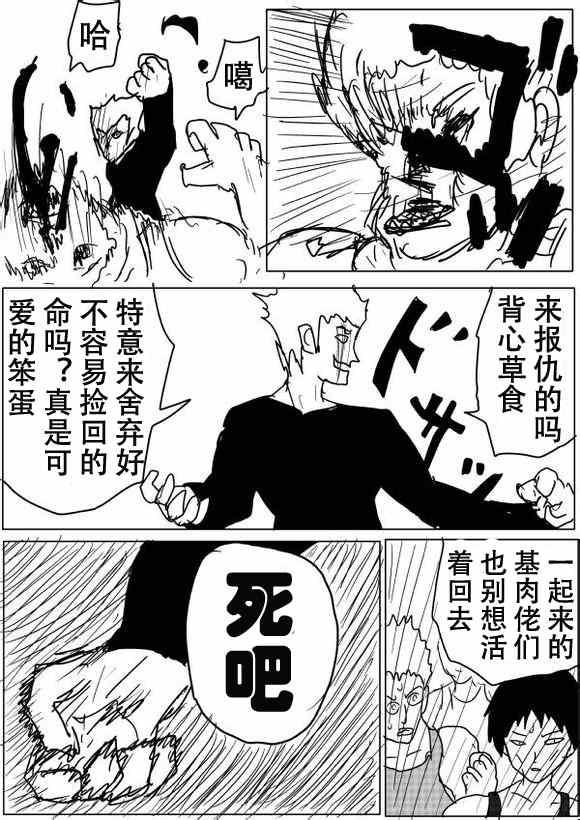 噶
哈
来报仇的吗
背心草食
ドサッ
特意来舍弃好
不容易捡回的
命吗？真是可
爱的笨蛋
一起来的
基肉佬们
也别想活
着回去
死吧